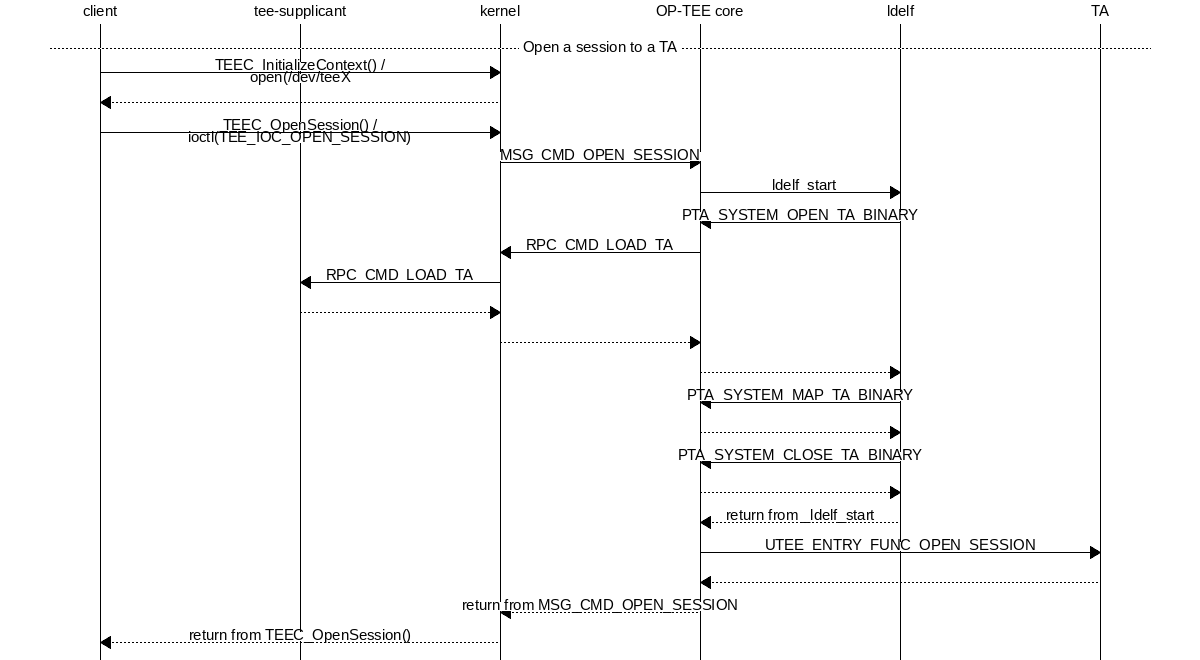 client tee-supplicant kernel OP-TEE core ldelf TA
Open a session to a TA
TEEC_InitializeContext() /
open(/dev/teeX
TEEC_OpenSession() /
ioctl(TEE_IOC_OPEN_SESSION)
MSG_CMD_OPEN_SESSION
ldelf_start
PTA_SYSTEM_OPEN_TA_BINARY
RPC_CMD_LOAD_TA
RPC_CMD_LOAD_TA
PTA_SYSTEM_MAP_TA_BINARY
PTA_SYSTEM_CLOSE_TA_BINARY
return from _ldelf_start
UTEE_ENTRY_FUNC_OPEN_SESSION
return from MSG_CMD_OPEN_SESSION
return from TEEC_OpenSession()